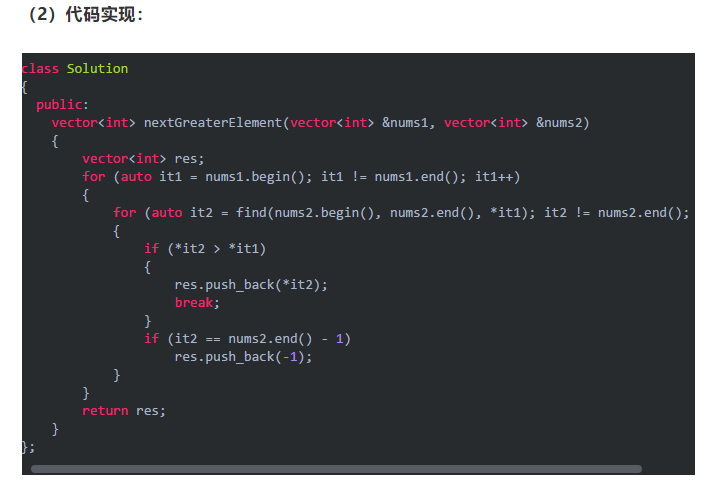 （2）代码实现：
class Solution
{
  public:
    vector<int> nextGreaterElement(vector<int> &nums1, vector<int> &nums2)
    {
        vector<int> res;
        for (auto it1 = nums1.begin(); it1 != nums1.end(); it1++)
        {
            for (auto it2 = find(nums2.begin(), nums2.end(), *it1); it2 != nums2.end();
            {
                if (*it2 > *it1)
                {
                    res.push_back(*it2);
                    break;
                }
                if (it2 == nums2.end() - 1)
                    res.push_back(-1);
            }
        }
        return res;
    }
};